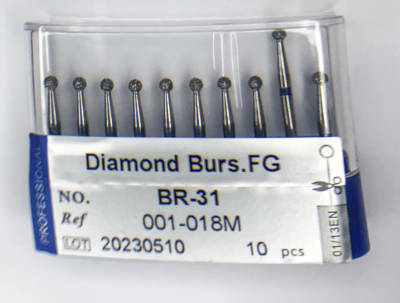 Diamond Burs.FG
NO. BR-31
Ref 001-018M
LOT 20230510 10 pcs
PROFESSIONAL
01/13EN